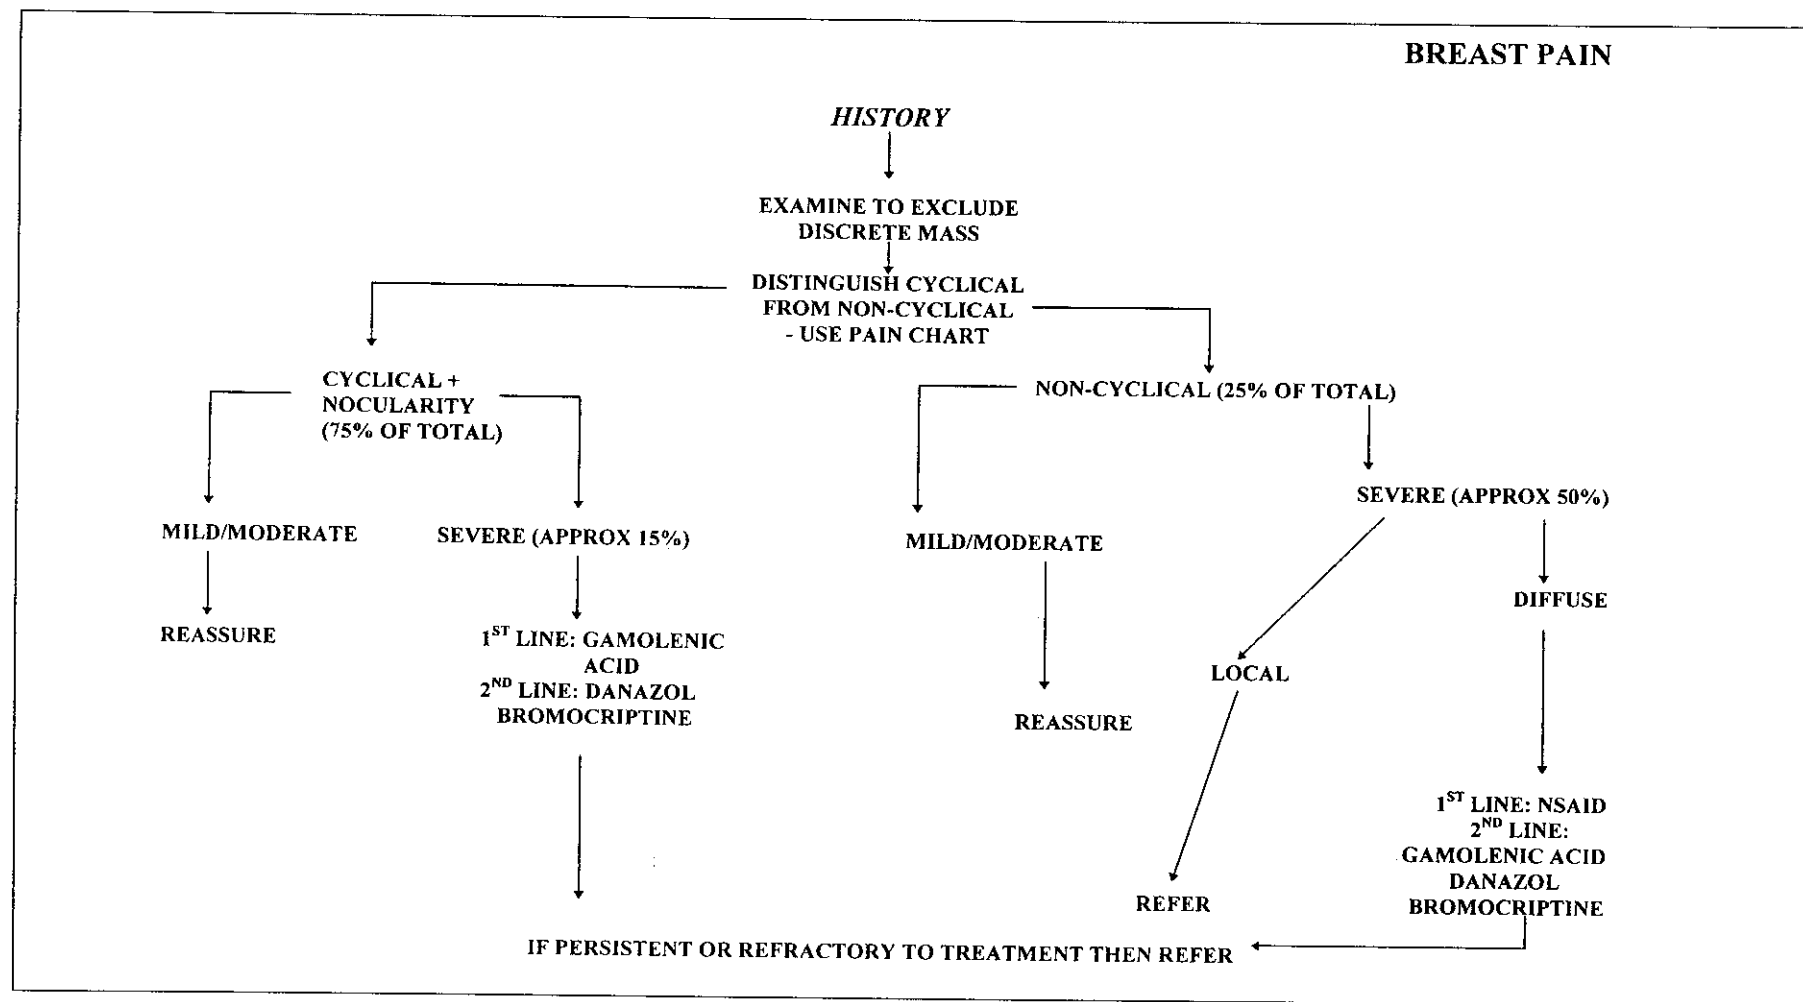 BREAST PAIN
HISTORY
EXAMINE TO EXCLUDE
DISCRETE MASS
DISTINGUISH CYCLICAL
FROM NON-CYCLICAL
- USE PAIN CHART
CYCLICAL +
NOCULARITY
(75% OF TOTAL)
MILD/MODERATE
REASSURE
SEVERE (APPROX 15%)
1ST LINE: GAMOLENIC
ACID
2ND LINE: DANAZOL
BROMOCRIPTINE
NON-CYCLICAL (25% OF TOTAL)
MILD/MODERATE
REASSURE
SEVERE (APPROX 50%)
LOCAL
REFER
DIFFUSE
1ST LINE: NSAID
2ND LINE:
GAMOLENIC ACID
DANAZOL
BROMOCRIPTINE
IF PERSISTENT OR REFRACTORY TO TREATMENT THEN REFER